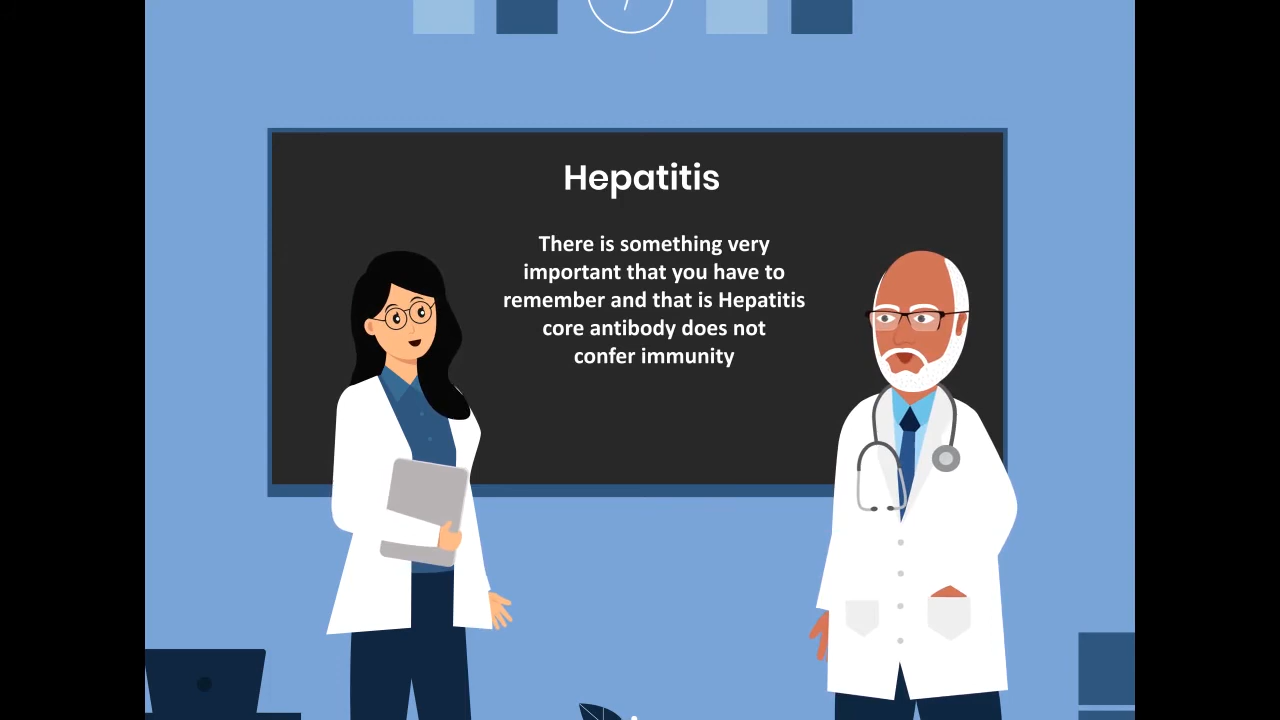 Hepatitis
There is something very
important that you have to
remember and that is Hepatitis
core antibody does not
confer immunity